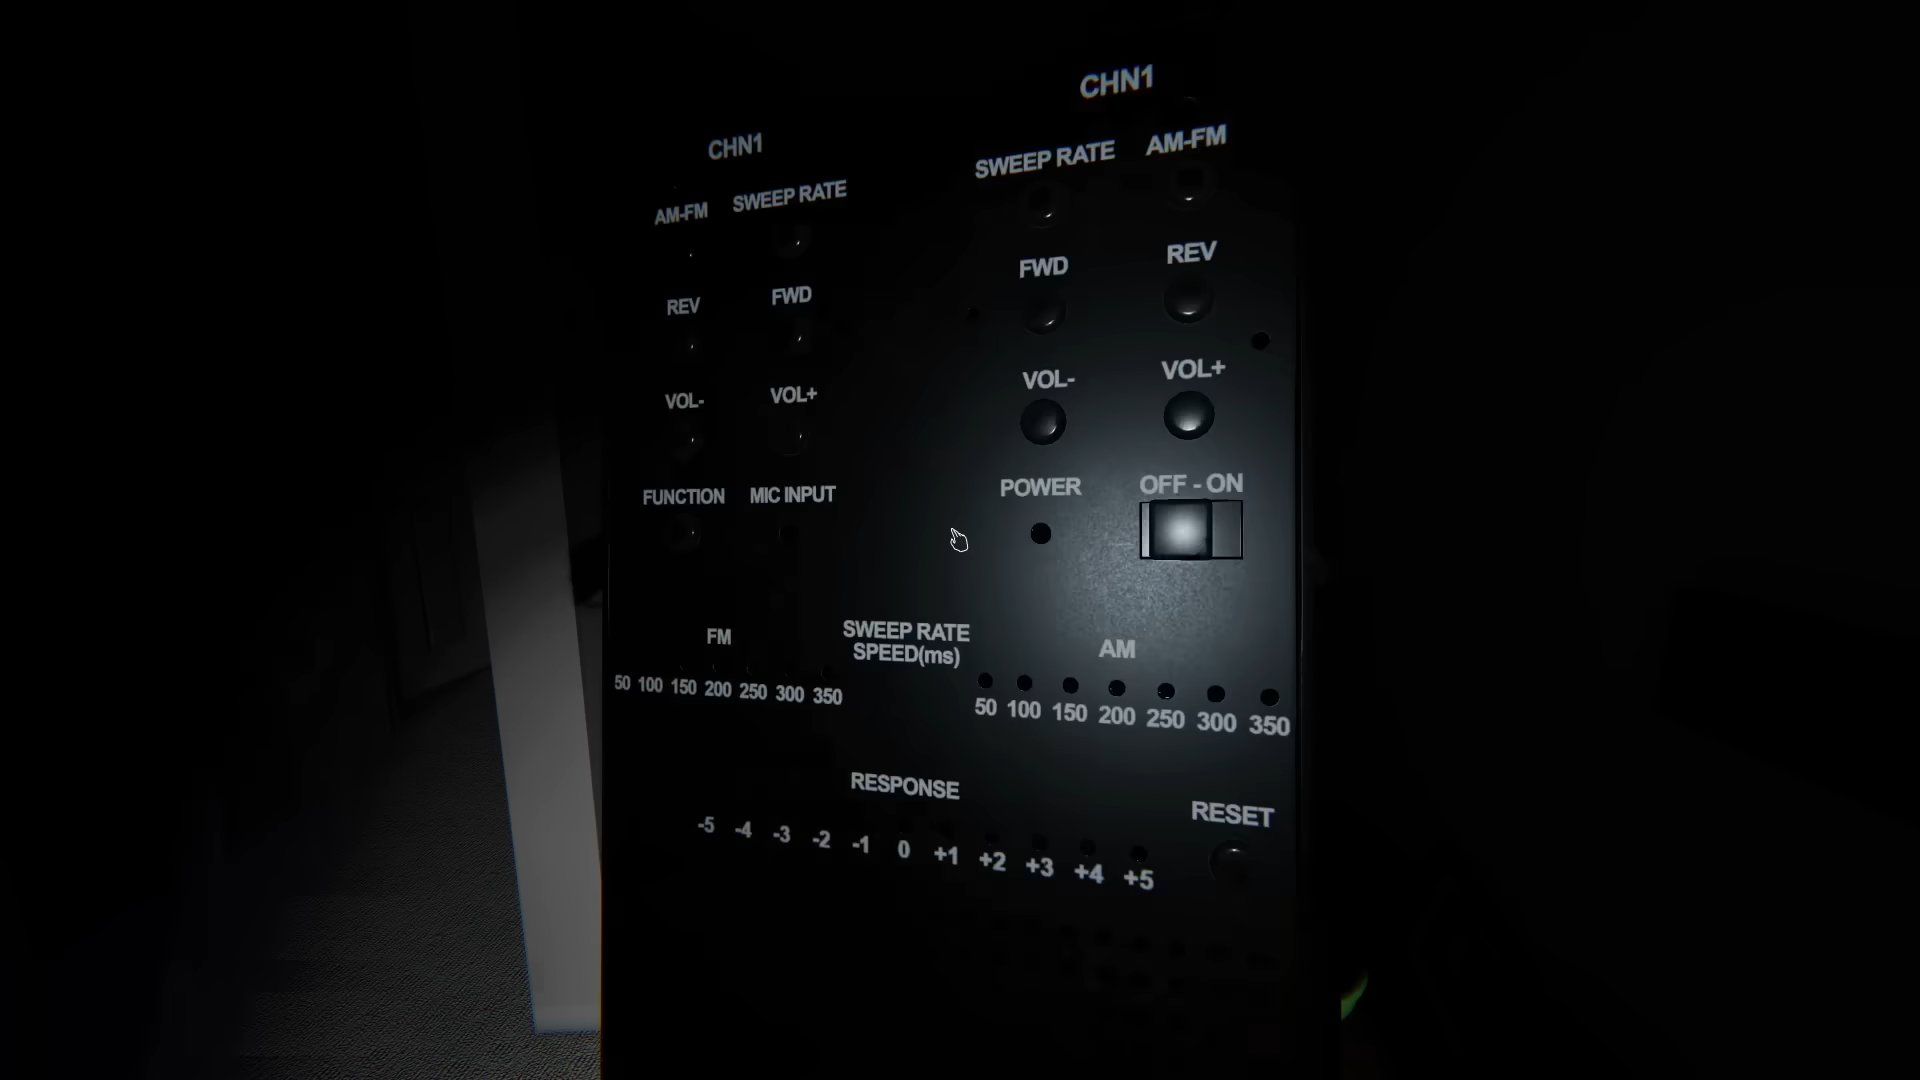 CHN1
CHN1
AM-FM SWEEP RATE
SWEEP RATE AM-FM
REV FWD
FWD REV
VOL- VOL+
VOL- VOL+
FUNCTION MIC INPUT
POWER OFF - ON
FM
SWEEP RATE
SPEED(ms)
AM
50 100 150 200 250 300 350
50 100 150 200 250 300 350
RESPONSE
RESET
-5 -4 -3 -2 -1 0 +1 +2 +3 +4 +5